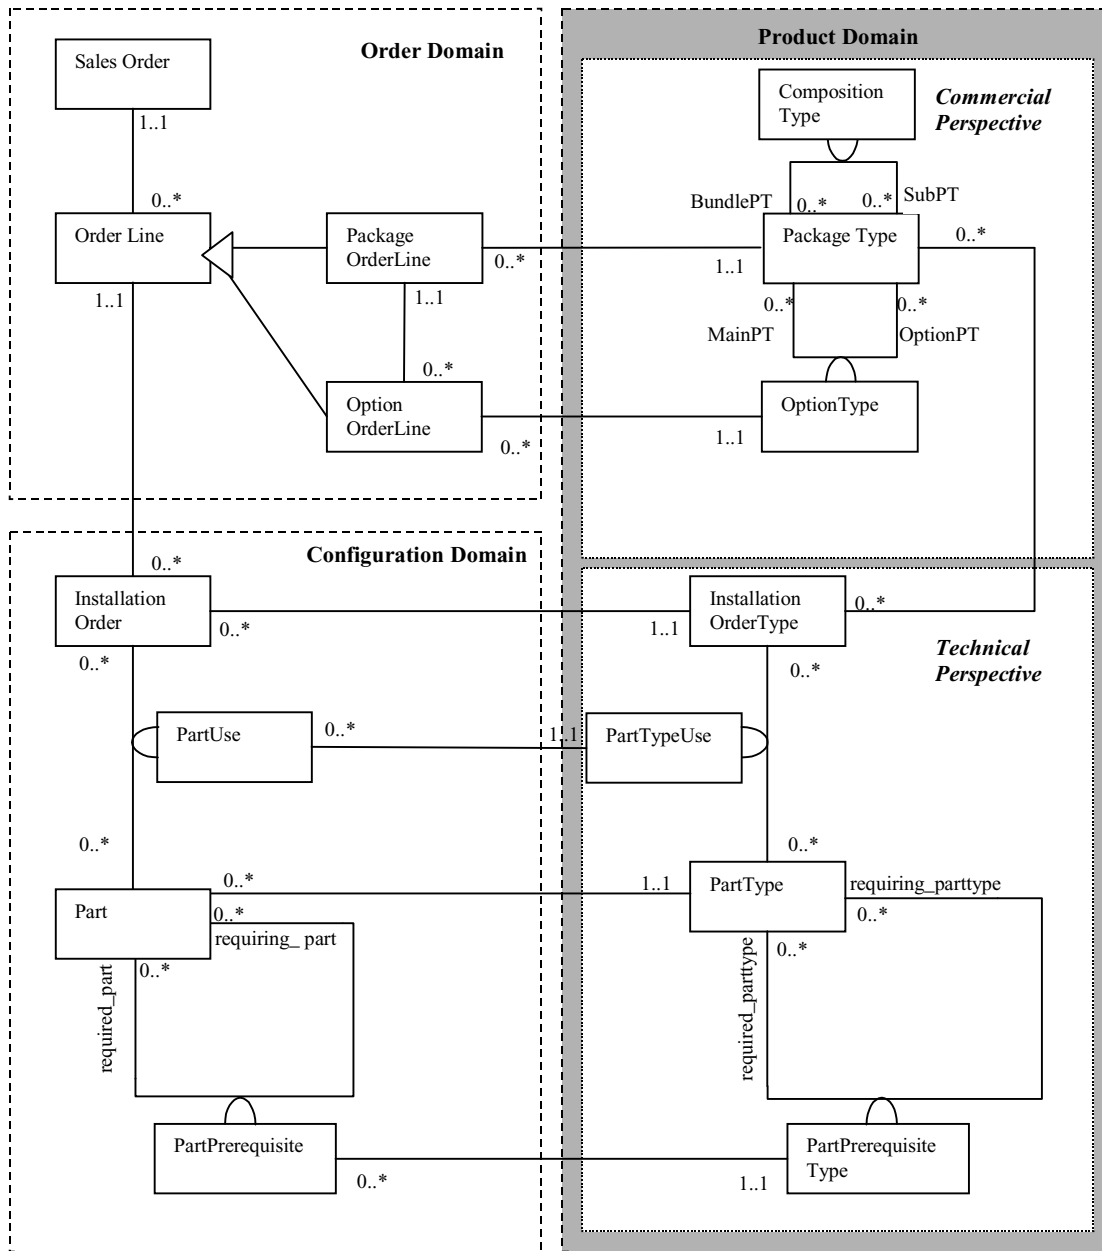 Order Domain
Sales Order
1..1
0..*
Order Line
Package
OrderLine
0..*
1..1
1..1
0..*
Option
OrderLine
0..*
Product Domain
Commercial
Perspective
Composition
Type
BundlePT
0..*
0..*
SubPT
Package Type
0..*
1..1
0..*
0..*
MainPT
OptionPT
OptionType
1..1
Configuration Domain
0..*
Installation
Order
0..*
0..*
PartUse
0..*
0..*
Part
0..*
0..*
requiring_ part
0..*
required_part
PartPrerequisite
0..*
Technical
Perspective
Installation
OrderType
0..*
1..1
0..*
1..1
PartTypeUse
0..*
1..1
PartType
requiring_parttype
0..*
0..*
required_parttype
PartPrerequisite
Type
1..1